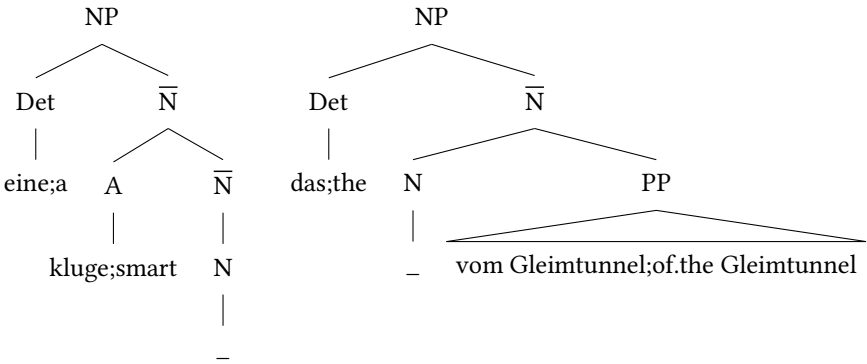 NP NP
Det N̅ Det N̅
eine;a A N̅ das;the N PP
kluge;smart N _ vom Gleimtunnel;of.the Gleimtunnel
_